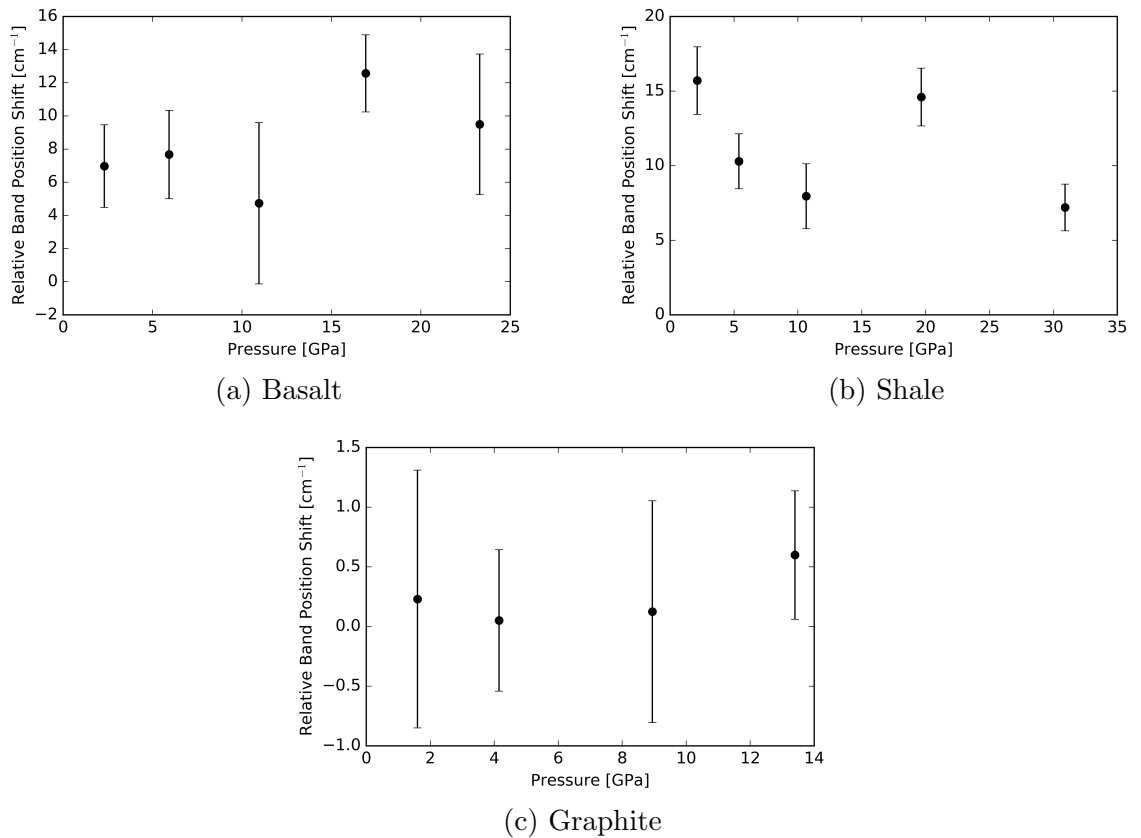 Relative Band Position Shift [cm⁻¹]
16
14
12
10
8
6
4
2
0
−2
0 5 10 15 20 25
Pressure [GPa]
(a) Basalt
Relative Band Position Shift [cm⁻¹]
20
15
10
5
0
0 5 10 15 20 25 30 35
Pressure [GPa]
(b) Shale
Relative Band Position Shift [cm⁻¹]
1.5
1.0
0.5
0.0
−0.5
−1.0
0 2 4 6 8 10 12 14
Pressure [GPa]
(c) Graphite